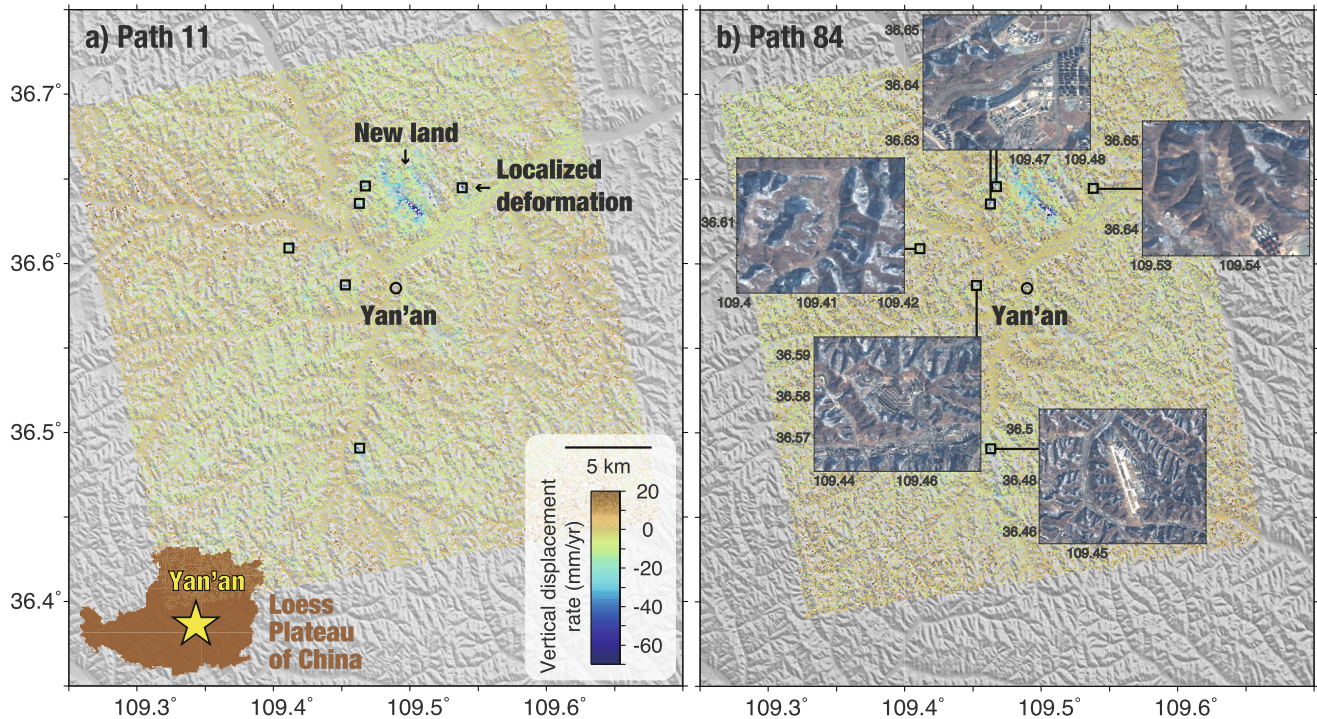 a) Path 11
36.7°
36.6°
36.5°
36.4°
New land
Localized
deformation
Yan’an
5 km
Vertical displacement
rate (mm/yr)
20
0
-20
-40
-60
Yan’an
Loess
Plateau
of China
109.3°
109.4°
109.5°
109.6°
b) Path 84
36.65
36.64
36.63
109.47
109.48
36.65
36.64
109.53
109.54
36.61
109.4
109.41
109.42
Yan’an
36.59
36.58
36.57
109.44
109.46
36.5
36.48
36.46
109.45
109.3°
109.4°
109.5°
109.6°